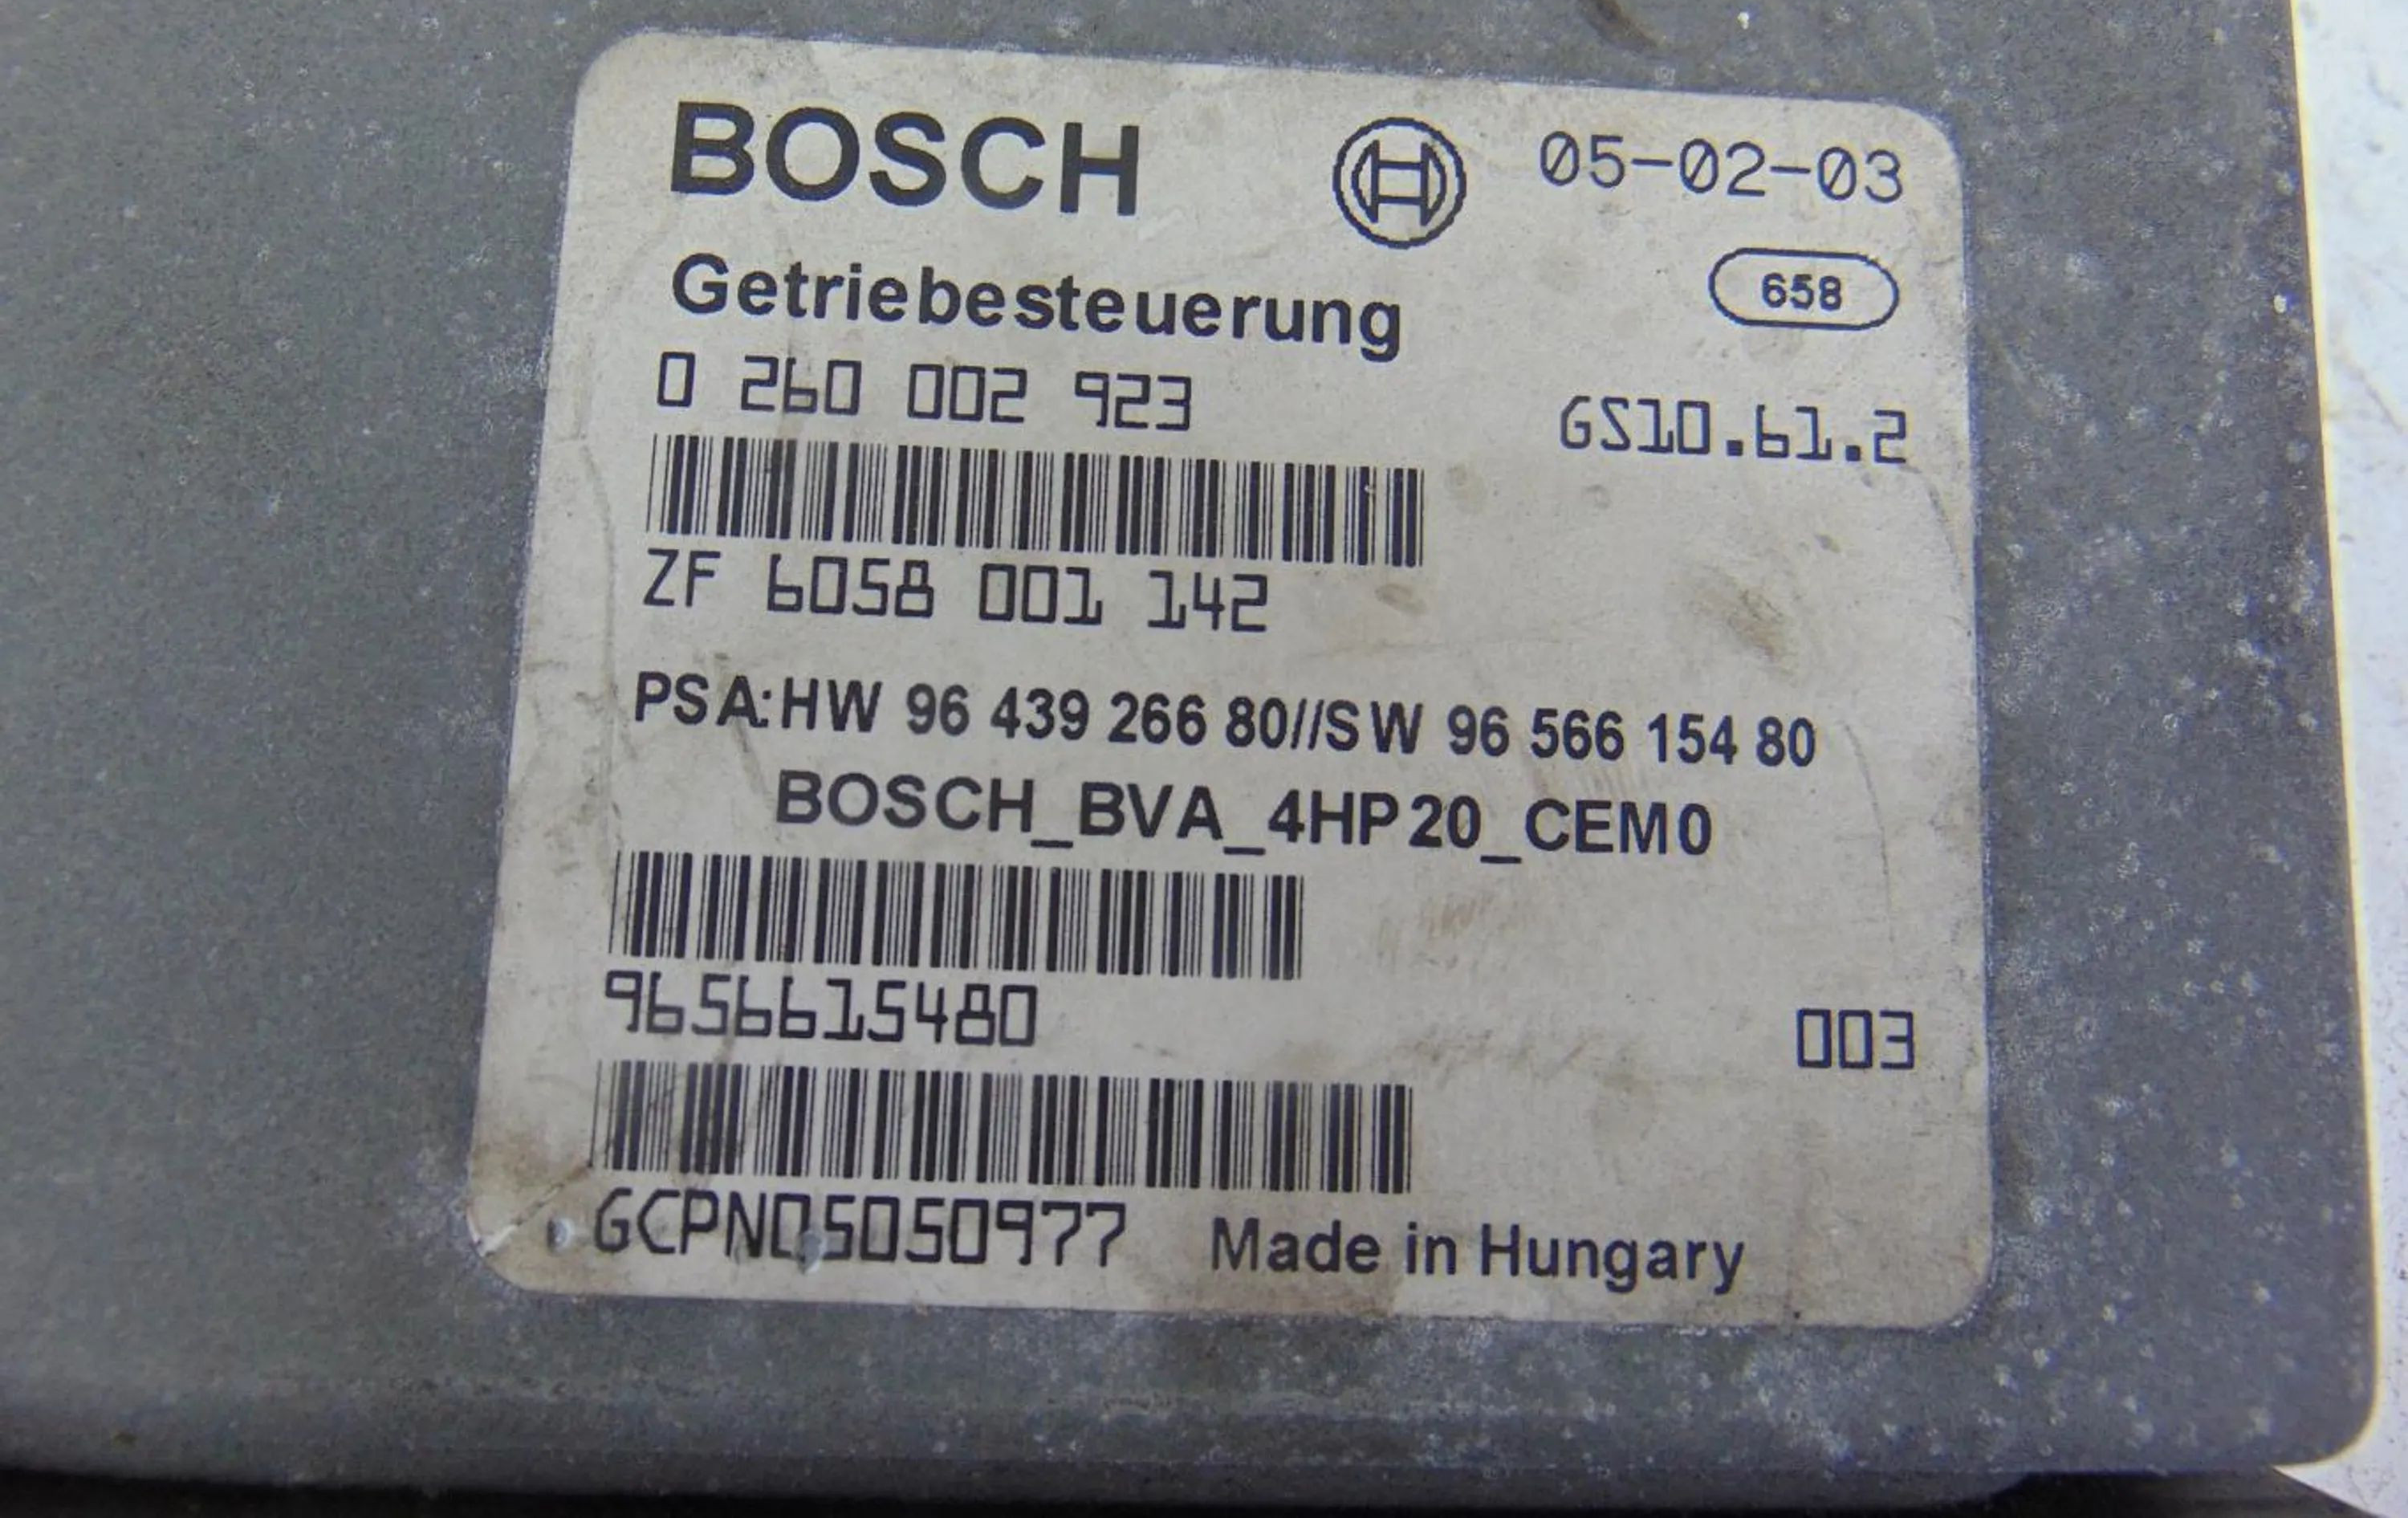 BOSCH 05-02-03
658
Getriebesteuerung
0 260 002 923
GS10.61.2
ZF 6058 001 142
PSA:HW 96 439 266 80//SW 96 566 154 80
BOSCH_BVA_4HP20_CEM0
9656615480
003
GCPN05050977 Made in Hungary